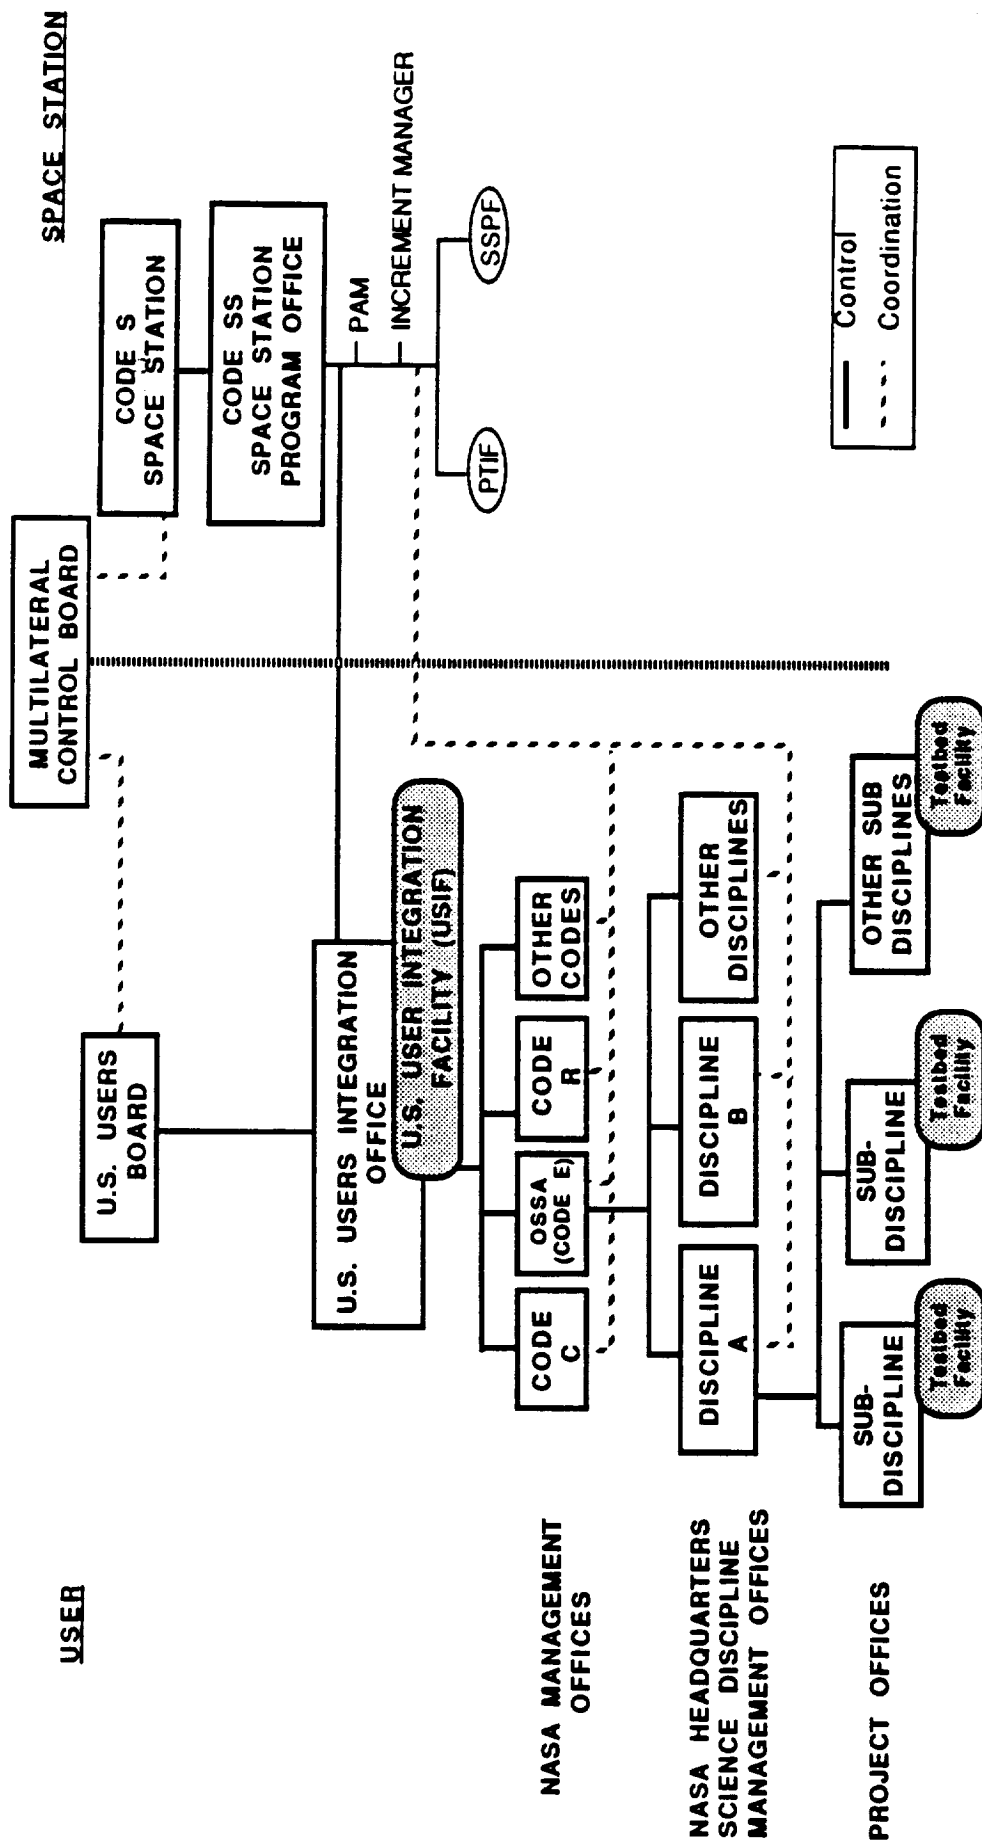 USER
SPACE STATION
MULTILATERAL
CONTROL BOARD
U.S. USERS
BOARD
CODE S
SPACE STATION
CODE SS
SPACE STATION
PROGRAM OFFICE
U.S. USERS INTEGRATION
OFFICE
U.S. USER INTEGRATION
FACILITY (USIF)
PAM
INCREMENT MANAGER
PTIF
SSPF
NASA MANAGEMENT
OFFICES
CODE
C
OSSA
(CODE E)
CODE
R
OTHER
CODES
NASA HEADQUARTERS
SCIENCE DISCIPLINE
MANAGEMENT OFFICES
DISCIPLINE
A
DISCIPLINE
B
OTHER
DISCIPLINES
PROJECT OFFICES
SUB-
DISCIPLINE
Testbed
Facility
SUB-
DISCIPLINE
Testbed
Facility
OTHER SUB
DISCIPLINES
Testbed
Facility
Control
Coordination